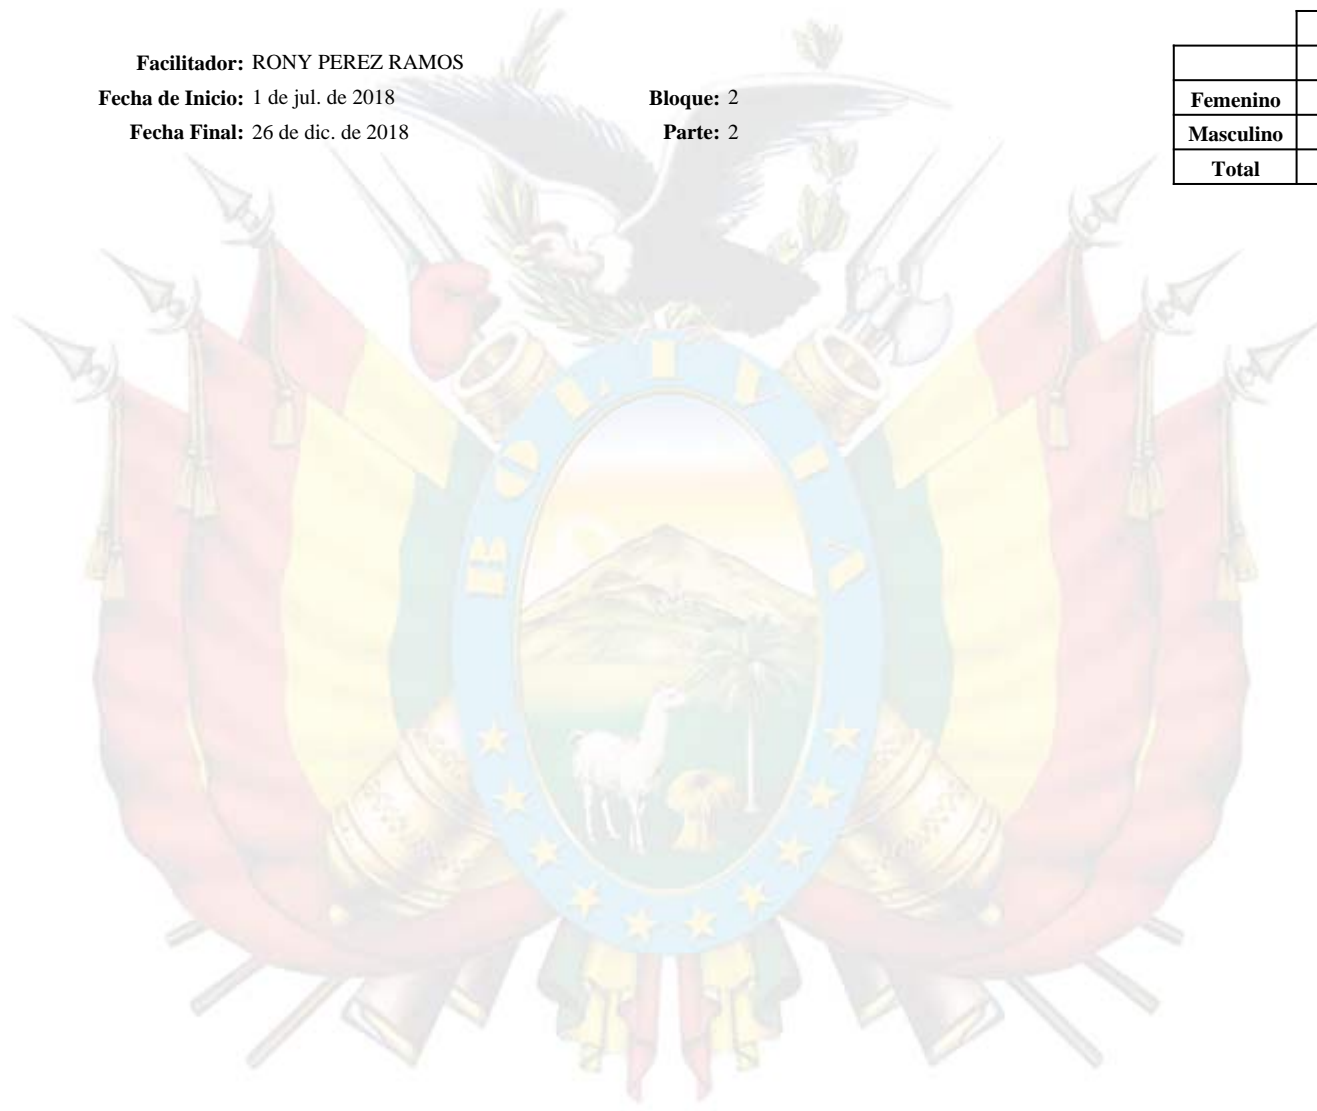 Facilitador: RONY PEREZ RAMOS
Fecha de Inicio: 1 de jul. de 2018 Bloque: 2
Fecha Final: 26 de dic. de 2018 Parte: 2
Femenino
Masculino
Total
BOLIVIA